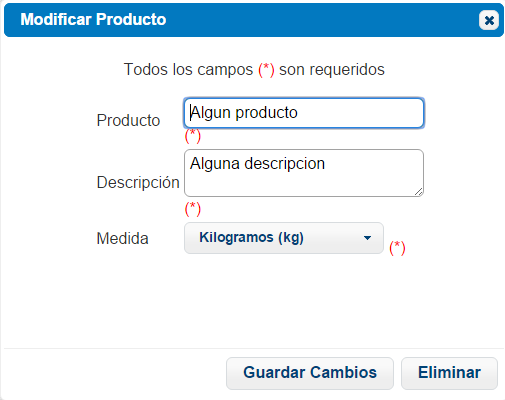 Modificar Producto
Todos los campos (*) son requeridos
Producto Algun producto
(*)
Descripción Alguna descripcion
(*)
Medida Kilogramos (kg) (*)
Guardar Cambios Eliminar